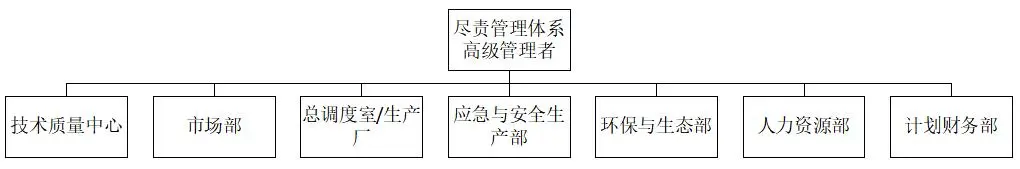 尽责管理体系
高级管理者
技术质量中心
市场部
总调度室/生产
厂
应急与安全生
产部
环保与生态部
人力资源部
计划财务部